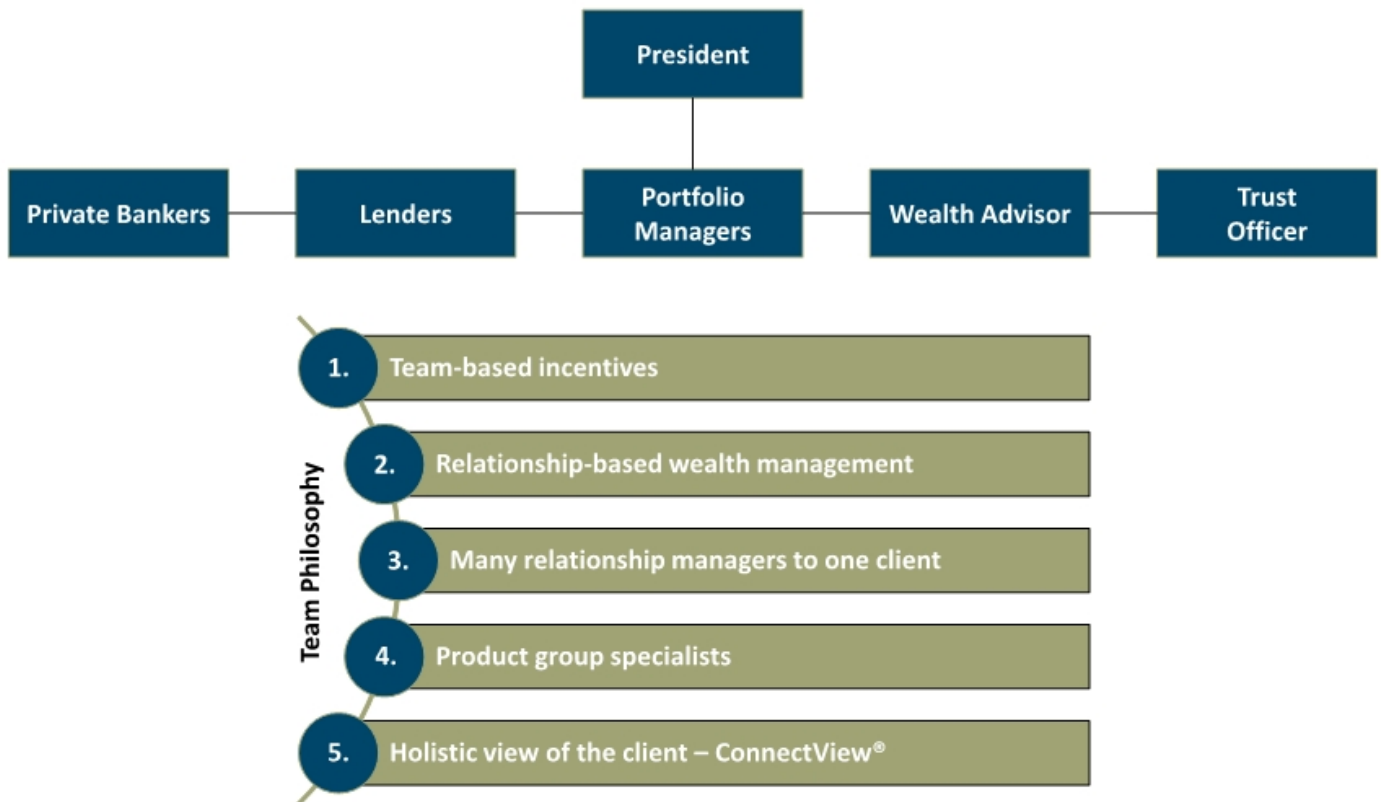 President
Private Bankers
Lenders
Portfolio
Managers
Wealth Advisor
Trust
Officer
Team Philosophy
1. Team-based incentives
2. Relationship-based wealth management
3. Many relationship managers to one client
4. Product group specialists
5. Holistic view of the client – ConnectView®